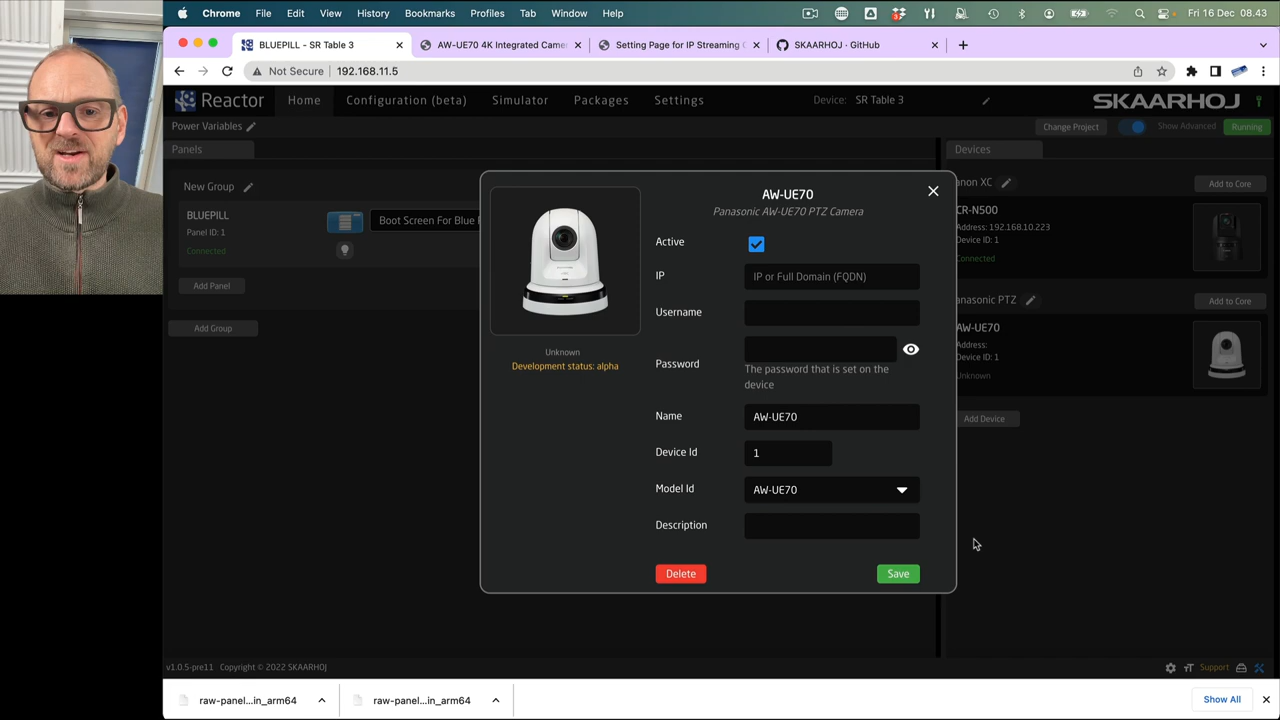 Chrome File Edit View History Bookmarks Profiles Tab Window Help Fri 16 Dec 08.43
BLUEPILL - SR Table 3
AW-UE70 4K Integrated Came
Setting Page for IP Streaming C
SKAARHOJ - GitHub
Not Secure 192.168.11.5
Reactor Home Configuration (beta) Simulator Packages Settings Device: SR Table 3 SKAARHOJ
Power Variables Change Project Show Advanced Running
Panels
New Group
BLUEPILL
Panel ID: 1
Connected
Boot Screen For Blue P
Add Panel
Add Group
AW-UE70
Panasonic AW-UE70 PTZ Camera
Unknown
Development status: alpha
Active
IP IP or Full Domain (FQDN)
Username
Password
The password that is set on the
device
Name AW-UE70
Device Id 1
Model Id AW-UE70
Description
Delete Save
Devices
anon XC Add to Core
CR-N500
Address: 192.168.10.223
Device ID: 1
Connected
anasonic PTZ Add to Core
AW-UE70
Address:
Device ID: 1
Unknown
Add Device
v1.0.5-pre11 Copyright © 2022 SKAARHOJ Support
raw-panel...in_arm64
raw-panel...in_arm64
Show All